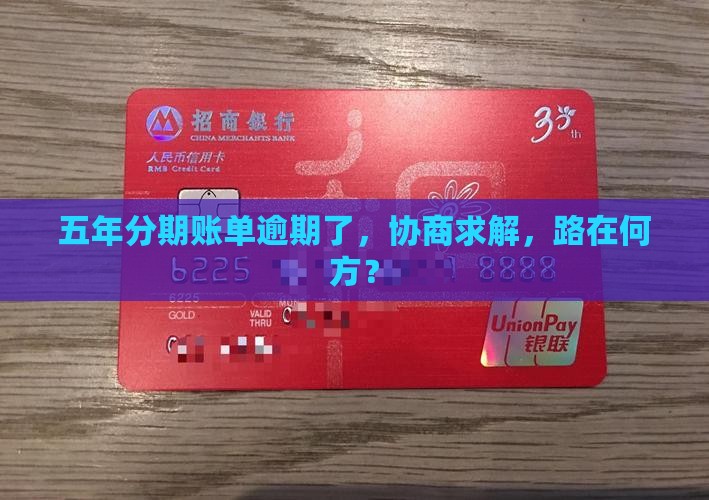 招商银行
CHINA MERCHANTS BANK
人民币信用卡
RMB Credit Card
30th
五年分期账单逾期了，协商求解，路在何
方？
6225 8888
6225
GOLD
VALID
THRU
UnionPay
银联